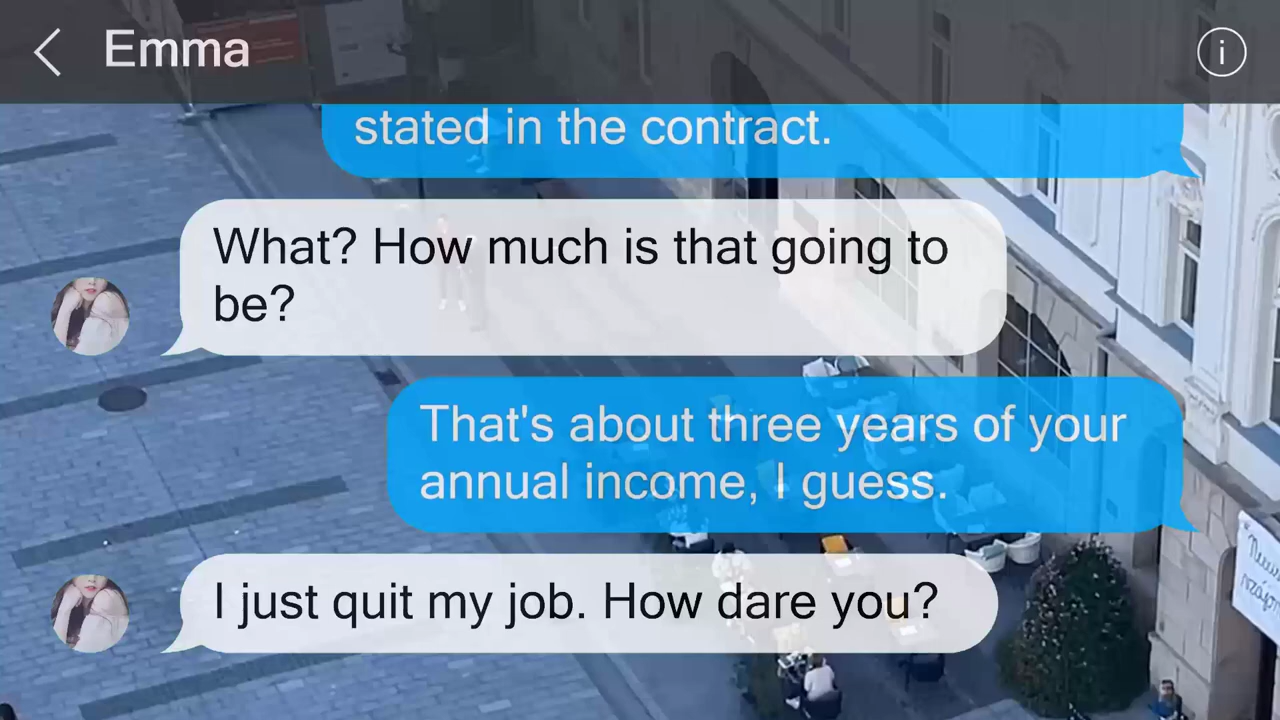 Emma
stated in the contract.
What? How much is that going to
be?
That's about three years of your
annual income, I guess.
I just quit my job. How dare you?